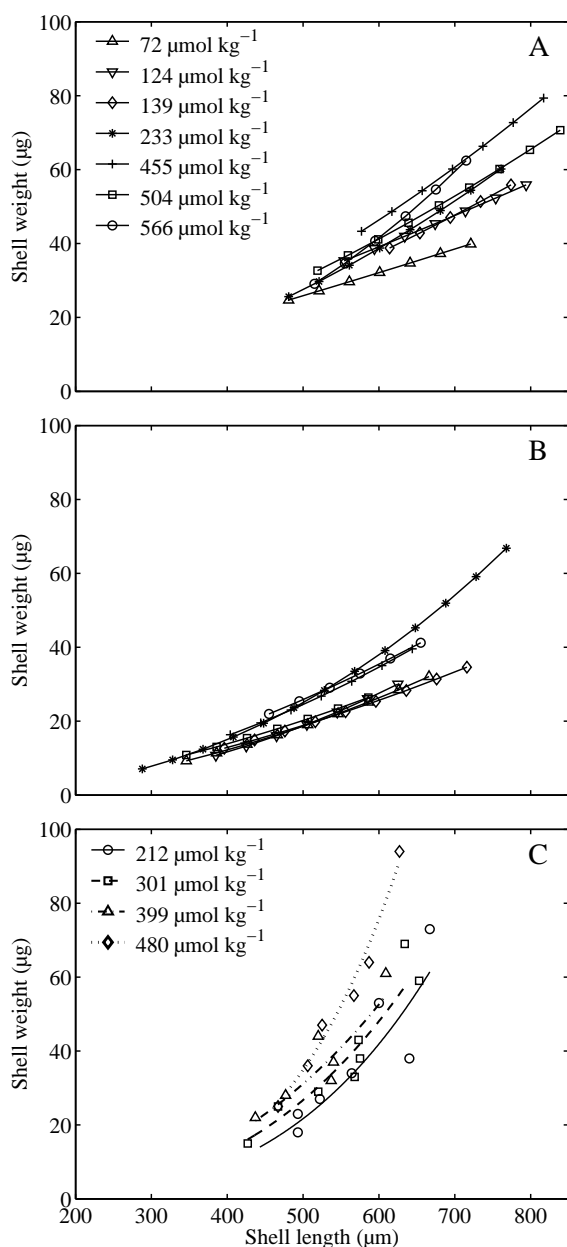 100
A
72 µmol kg⁻¹
124 µmol kg⁻¹
139 µmol kg⁻¹
233 µmol kg⁻¹
455 µmol kg⁻¹
504 µmol kg⁻¹
566 µmol kg⁻¹
80
60
40
20
0
Shell weight (µg)
100
B
80
60
40
20
0
Shell weight (µg)
100
C
212 µmol kg⁻¹
301 µmol kg⁻¹
399 µmol kg⁻¹
480 µmol kg⁻¹
80
60
40
20
0
Shell weight (µg)
200 300 400 500 600 700 800
Shell length (µm)